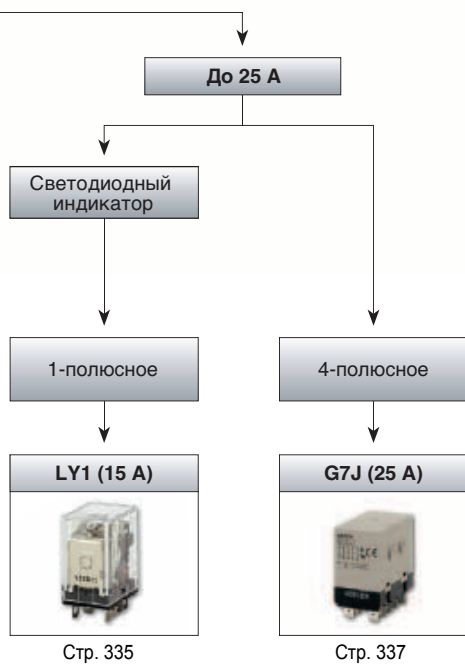 До 25 А
Светодиодный
индикатор
1-полюсное
4-полюсное
LY1 (15 A)
G7J (25 A)
Стр. 335
Стр. 337